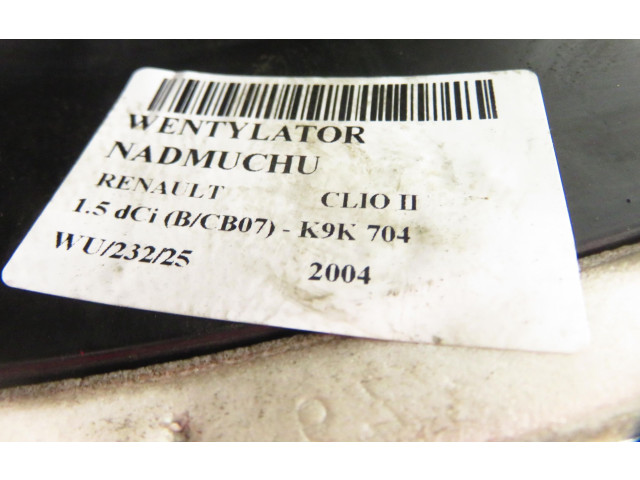 WENTYLATOR
NADMUCHU
RENAULT CLIO II
1.5 dCi (B/CB07) - K9K 704
WU/232/25 2004